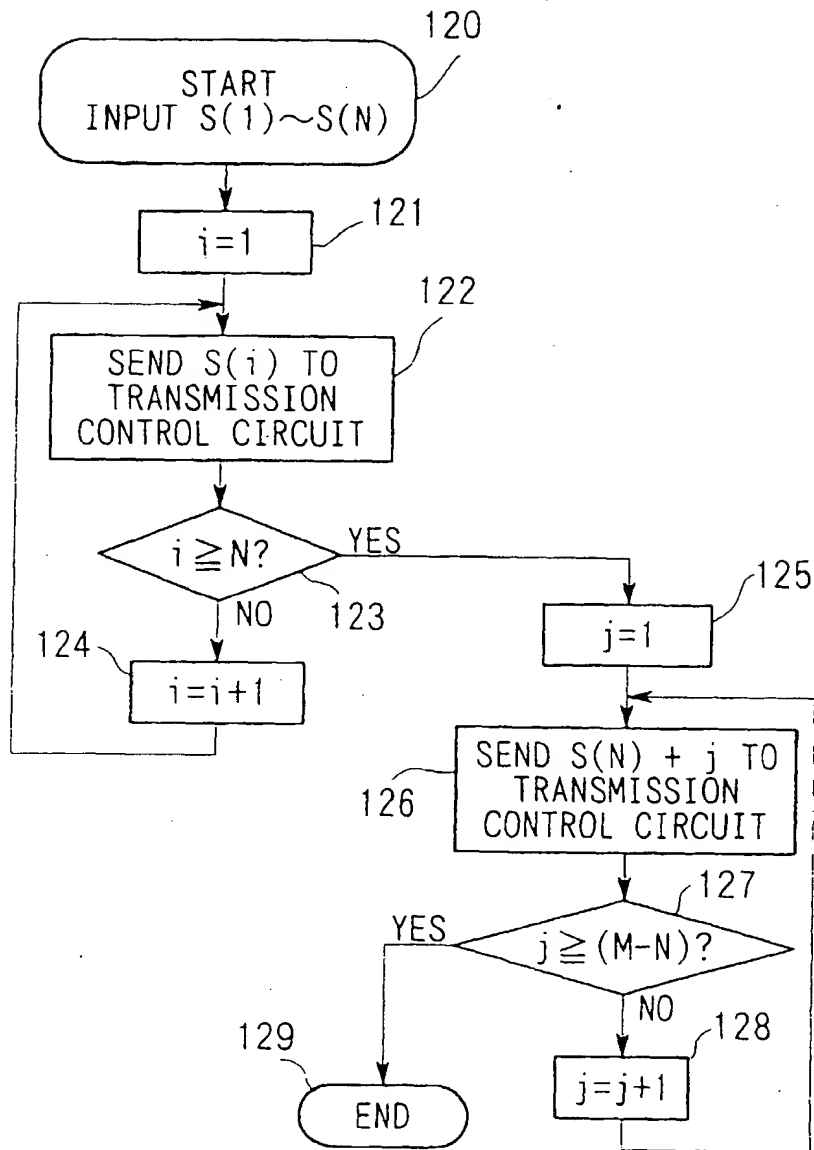 120
START
INPUT S(1)~S(N)
121
i=1
122
SEND S(i) TO
TRANSMISSION
CONTROL CIRCUIT
i≧N?
YES
123
NO
124
i=i+1
125
j=1
126
SEND S(N) + j TO
TRANSMISSION
CONTROL CIRCUIT
127
YES
j≧(M-N)?
NO
128
j=j+1
129
END